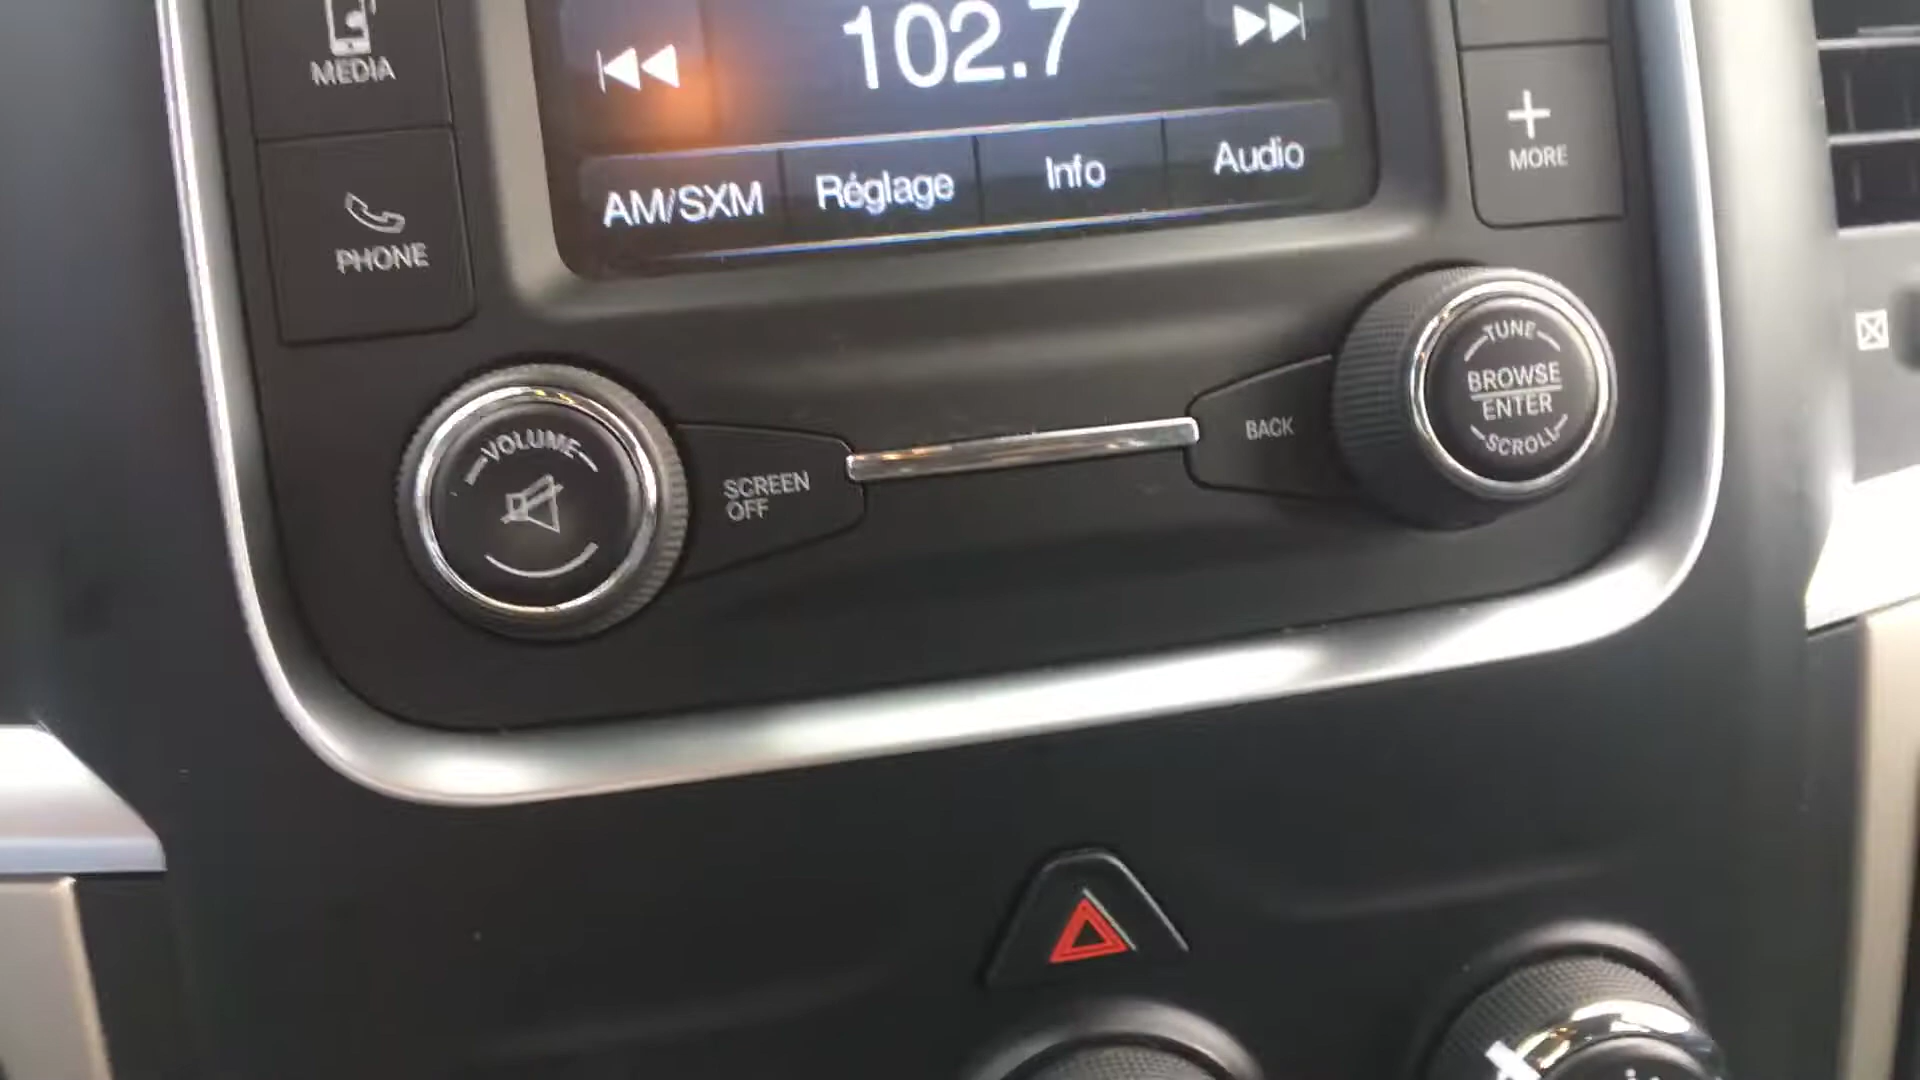 MEDIA
102.7
MORE
AM/SXM
Réglage
Info
Audio
PHONE
VOLUME
SCREEN
OFF
BACK
TUNE
BROWSE
ENTER
SCROLL